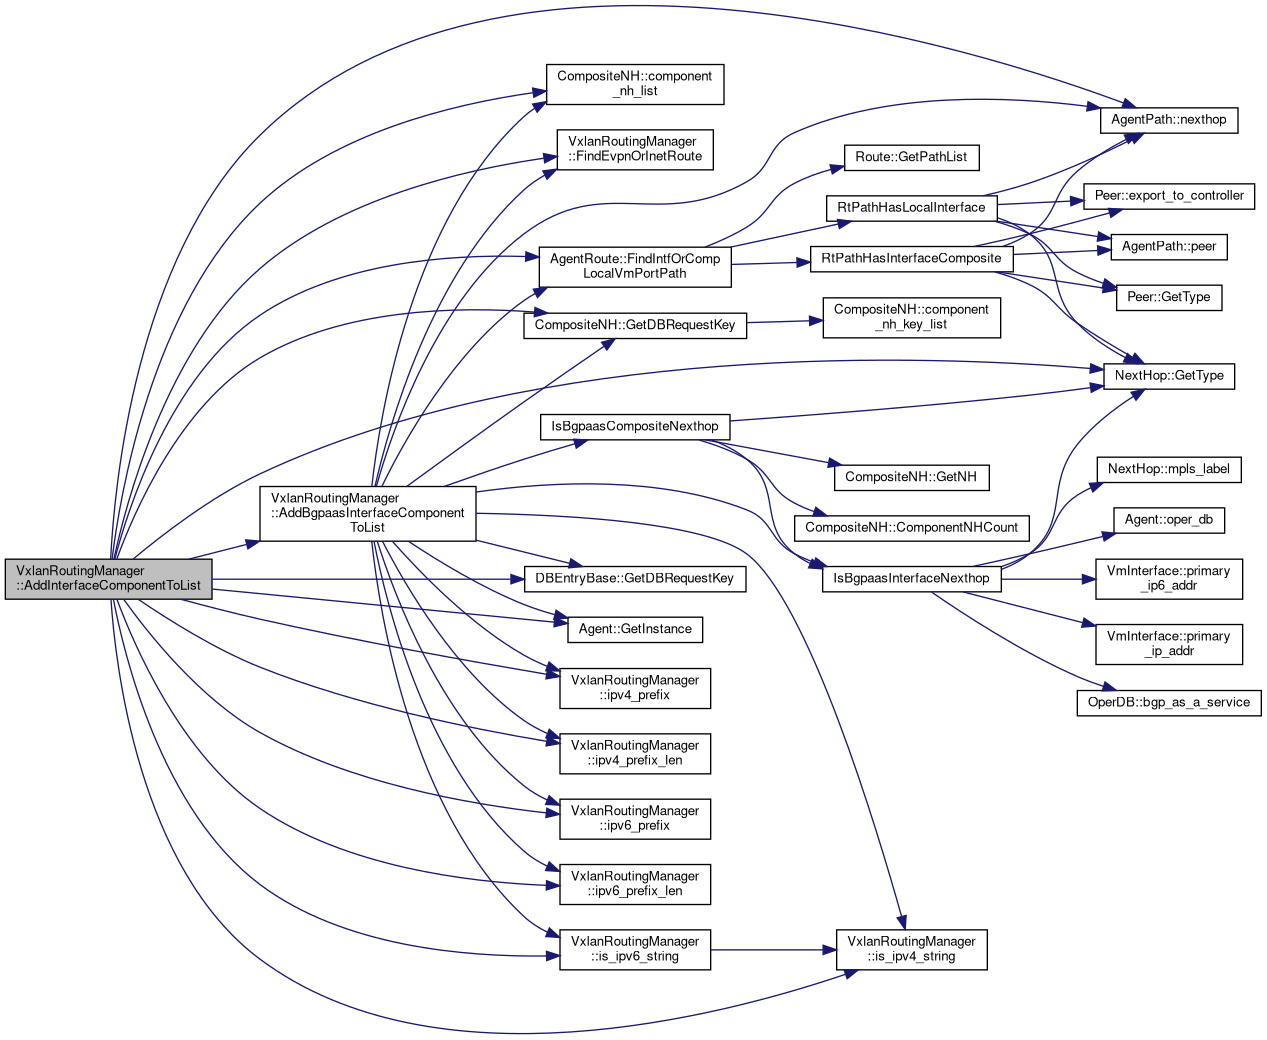 VxlanRoutingManager
::AddInterfaceComponentToList
VxlanRoutingManager
::AddBgpaasInterfaceComponent
ToList
CompositeNH::component
_nh_list
VxlanRoutingManager
::FindEvpnOrInetRoute
AgentRoute::FindIntfOrComp
LocalVmPortPath
CompositeNH::GetDBRequestKey
IsBgpaasCompositeNexthop
DBEntryBase::GetDBRequestKey
Agent::GetInstance
VxlanRoutingManager
::ipv4_prefix
VxlanRoutingManager
::ipv4_prefix_len
VxlanRoutingManager
::ipv6_prefix
VxlanRoutingManager
::ipv6_prefix_len
VxlanRoutingManager
::is_ipv6_string
Route::GetPathList
RtPathHasLocalInterface
RtPathHasInterfaceComposite
CompositeNH::component
_nh_key_list
CompositeNH::GetNH
CompositeNH::ComponentNHCount
IsBgpaasInterfaceNexthop
VxlanRoutingManager
::is_ipv4_string
AgentPath::nexthop
Peer::export_to_controller
AgentPath::peer
Peer::GetType
NextHop::GetType
NextHop::mpls_label
Agent::oper_db
VmInterface::primary
_ip6_addr
VmInterface::primary
_ip_addr
OperDB::bgp_as_a_service